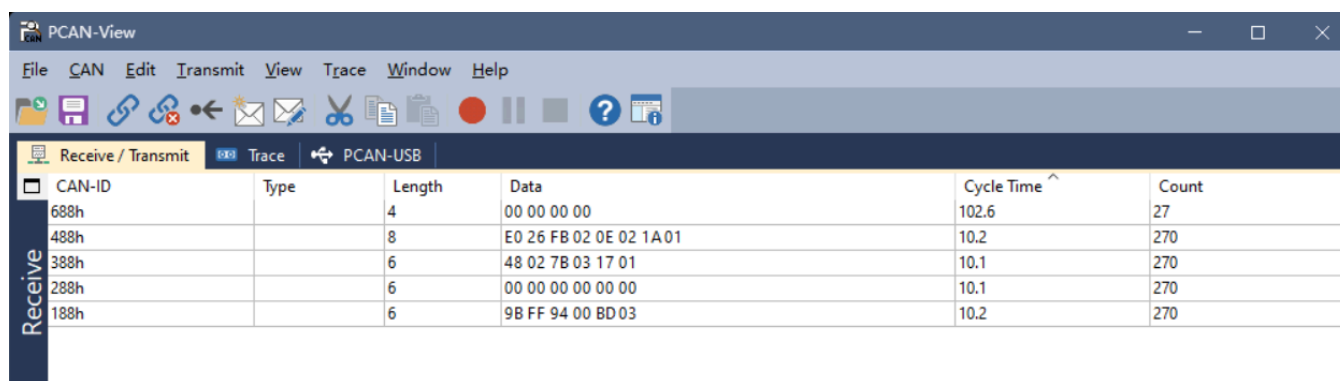 PCAN-View
File CAN Edit Transmit View Trace Window Help
Receive / Transmit Trace PCAN-USB
CAN-ID Type Length Data Cycle Time Count
688h 4 00 00 00 00 102.6 27
488h 8 E0 26 FB 02 0E 02 1A 01 10.2 270
388h 6 48 02 7B 03 17 01 10.1 270
288h 6 00 00 00 00 00 00 10.1 270
188h 6 9B FF 94 00 BD 03 10.2 270
Receive